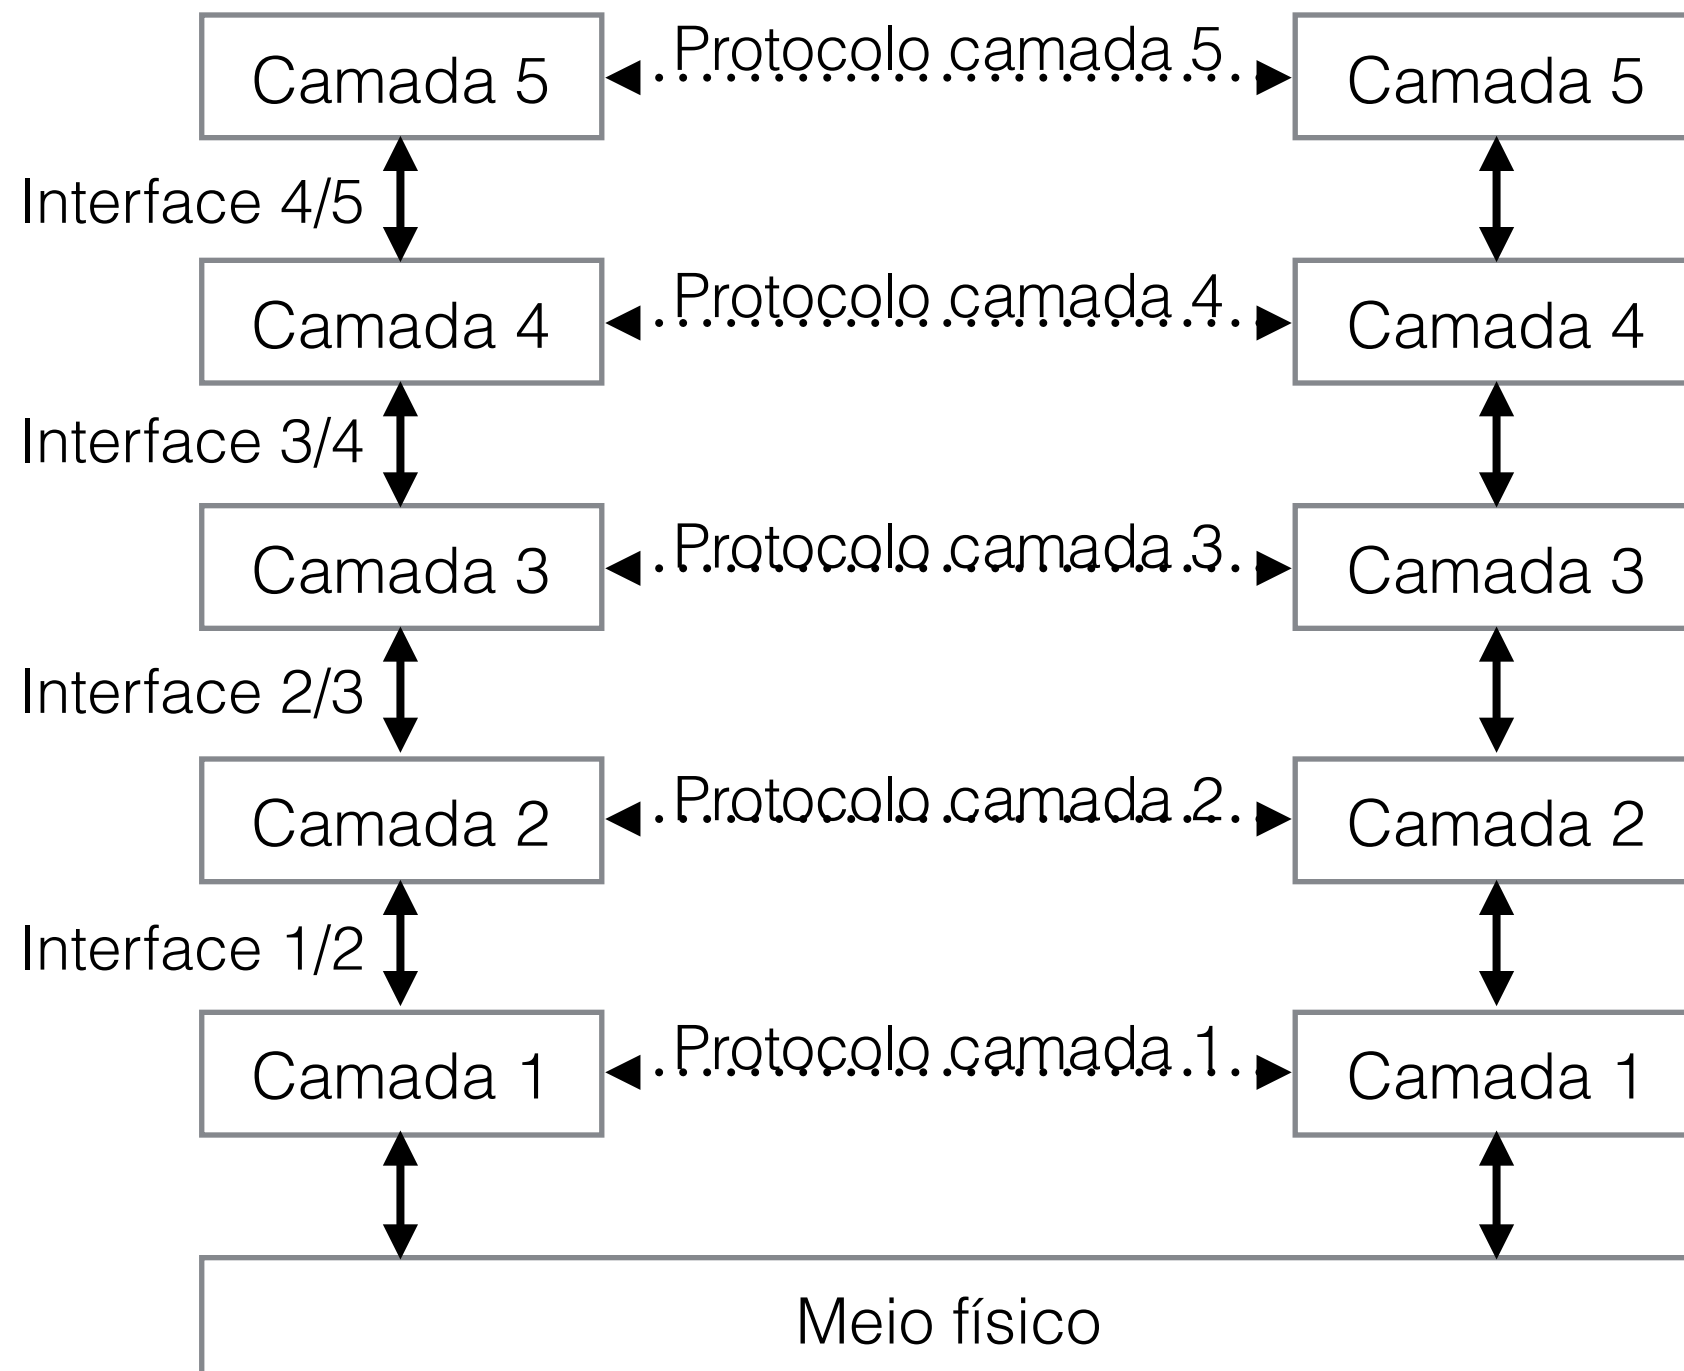 Camada 5
Protocolo camada 5
Camada 5
Interface 4/5
Camada 4
Protocolo camada 4
Camada 4
Interface 3/4
Camada 3
Protocolo camada 3
Camada 3
Interface 2/3
Camada 2
Protocolo camada 2
Camada 2
Interface 1/2
Camada 1
Protocolo camada 1
Camada 1
Meio físico